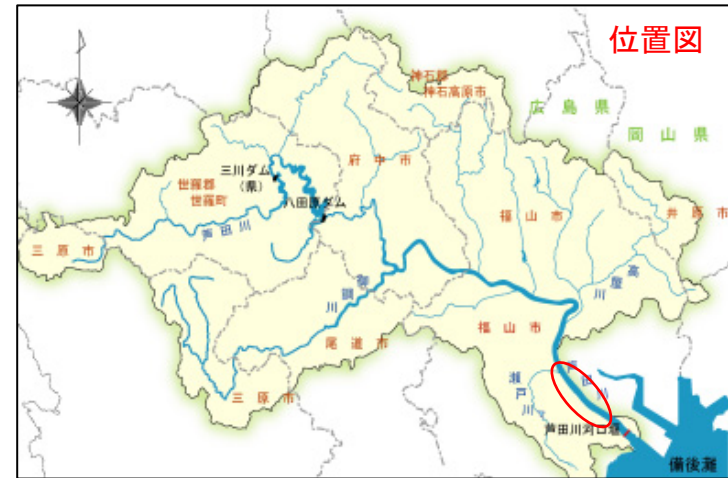 位置図
神石郡
神石高原市
広島県
岡山県
三川ダム
(県)
府中市
世羅郡
世羅町
八田原ダム
福山市
井原市
三原市
芦田川
高屋川
御調川
尾道市
福山市
芦田川
瀬戸川
三原市
芦田川河口堰
備後灘